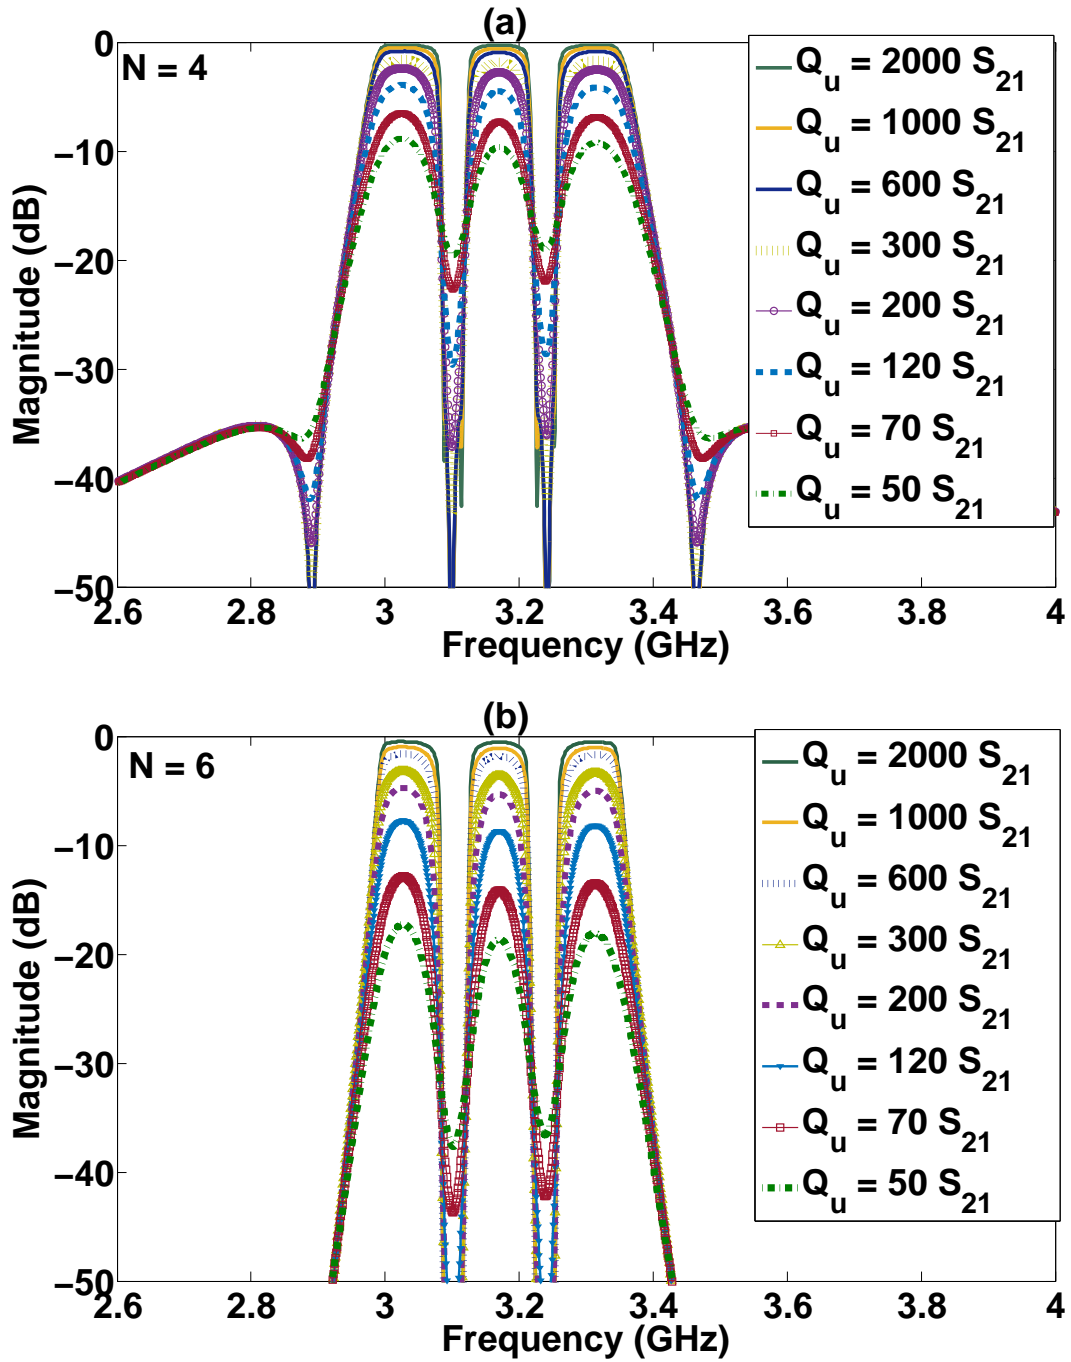 (a)
N = 4
Magnitude (dB)
0
−10
−20
−30
−40
−50
2.6
2.8
3
3.2
3.4
3.6
3.8
4
Frequency (GHz)
Q_u = 2000 S_21
Q_u = 1000 S_21
Q_u = 600 S_21
Q_u = 300 S_21
Q_u = 200 S_21
Q_u = 120 S_21
Q_u = 70 S_21
Q_u = 50 S_21
(b)
N = 6
Magnitude (dB)
0
−10
−20
−30
−40
−50
2.6
2.8
3
3.2
3.4
3.6
3.8
4
Frequency (GHz)
Q_u = 2000 S_21
Q_u = 1000 S_21
Q_u = 600 S_21
Q_u = 300 S_21
Q_u = 200 S_21
Q_u = 120 S_21
Q_u = 70 S_21
Q_u = 50 S_21